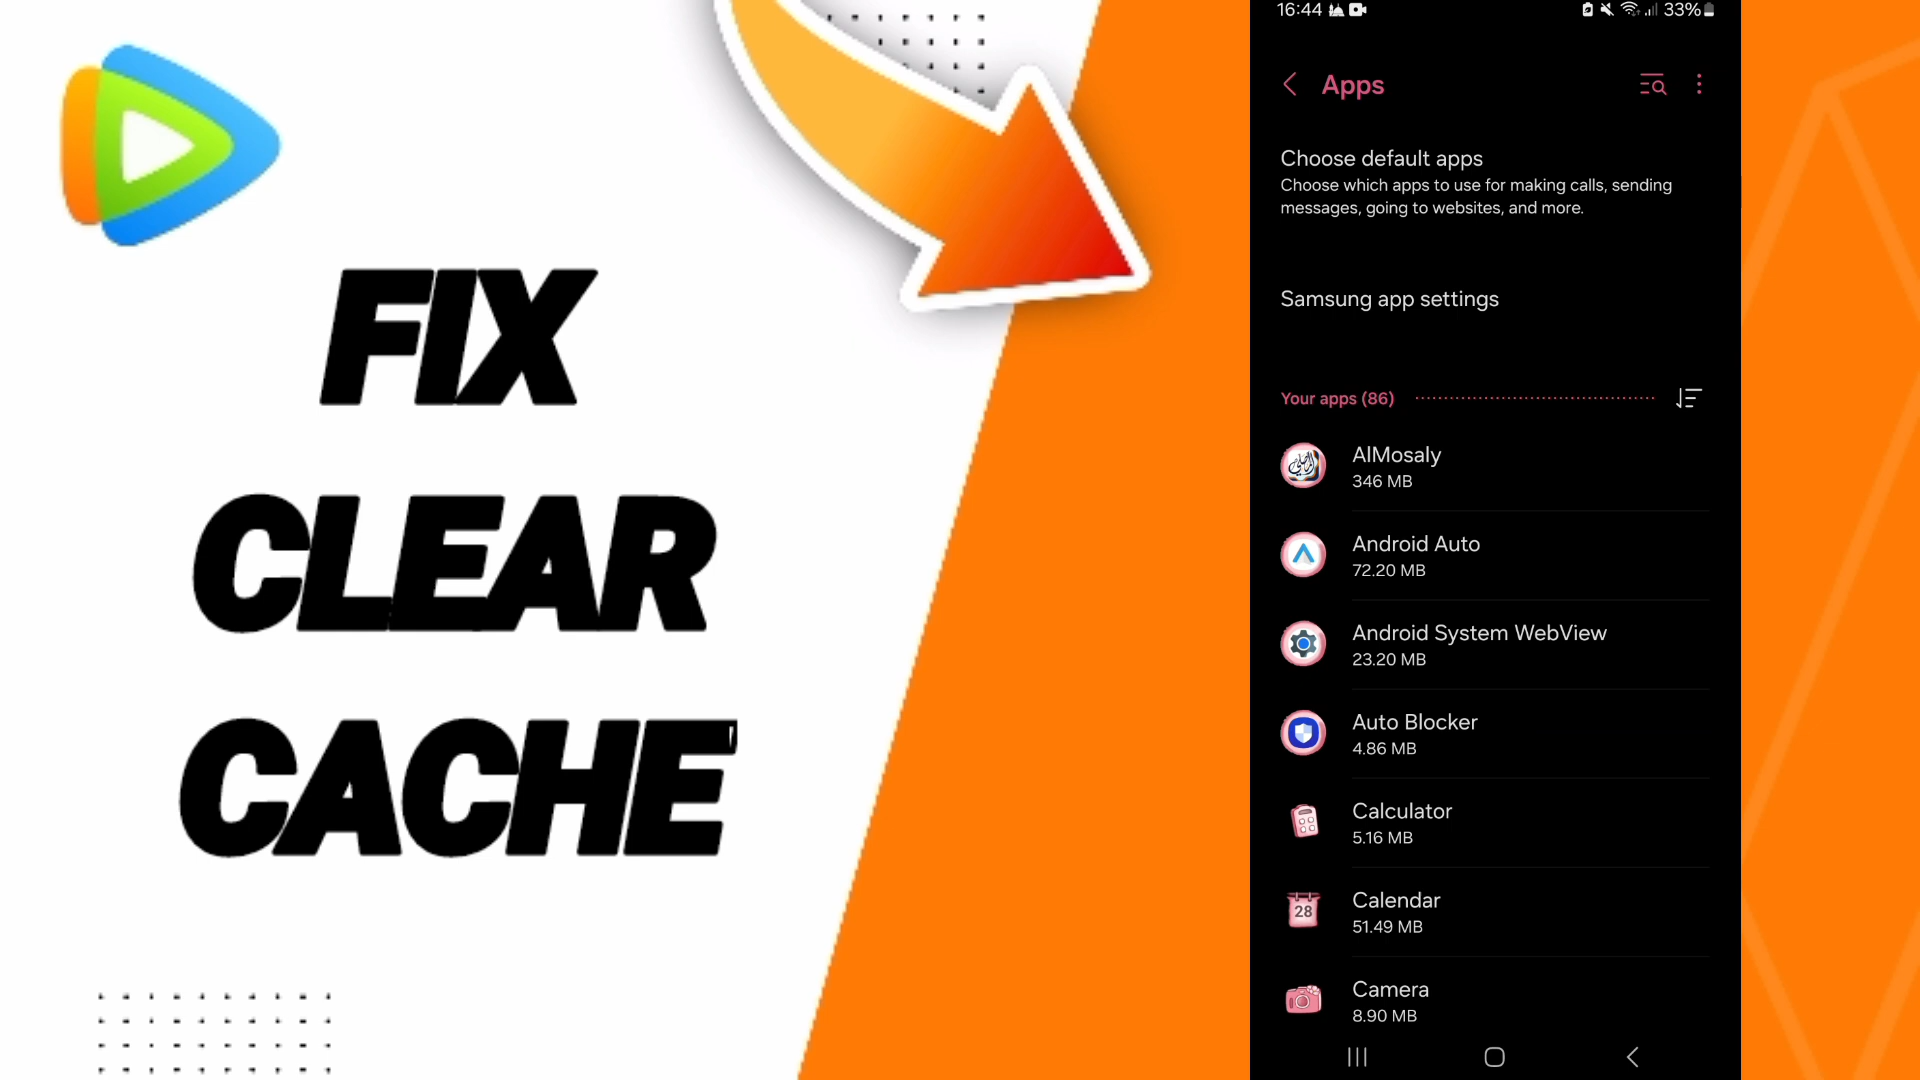 FIX
CLEAR
CACHE
16:44
33%
Apps
Choose default apps
Choose which apps to use for making calls, sending
messages, going to websites, and more.
Samsung app settings
Your apps (86)
AlMosaly
346 MB
Android Auto
72.20 MB
Android System WebView
23.20 MB
Auto Blocker
4.86 MB
Calculator
5.16 MB
28
Calendar
51.49 MB
Camera
8.90 MB